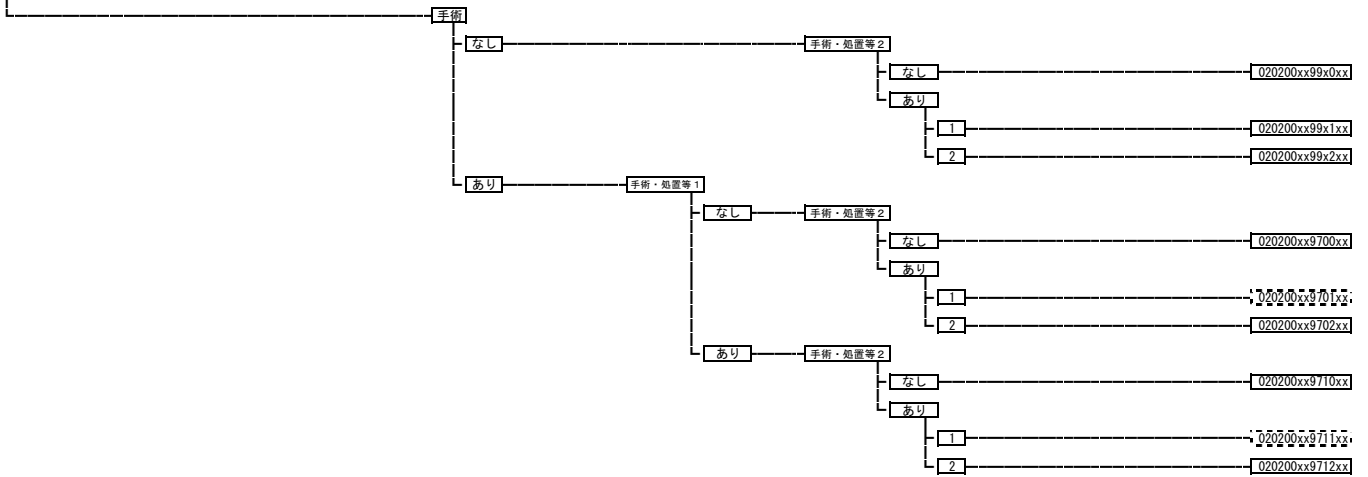 手術
なし 手術・処置等2
なし 020200xx99x0xx
あり
1 020200xx99x1xx
2 020200xx99x2xx
あり 手術・処置等1
なし 手術・処置等2
なし 020200xx9700xx
あり
1 020200xx9701xx
2 020200xx9702xx
あり 手術・処置等2
なし 020200xx9710xx
あり
1 020200xx9711xx
2 020200xx9712xx